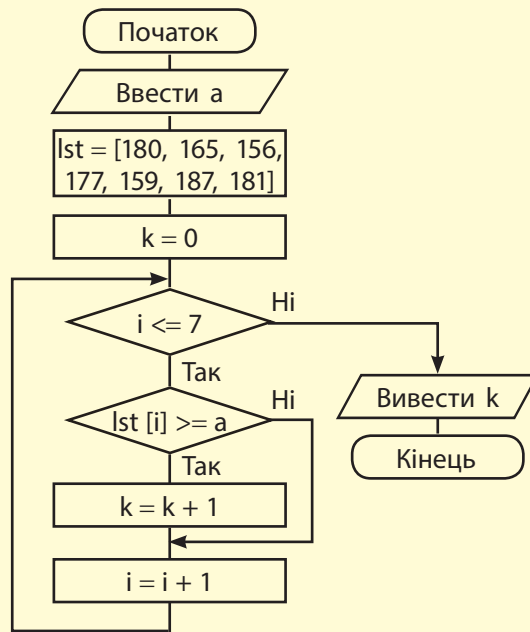 Початок
Ввести a
lst = [180, 165, 156,
177, 159, 187, 181]
k = 0
i <= 7
Ні
Так
lst [i] >= a
Ні
Так
k = k + 1
i = i + 1
Вивести k
Кінець